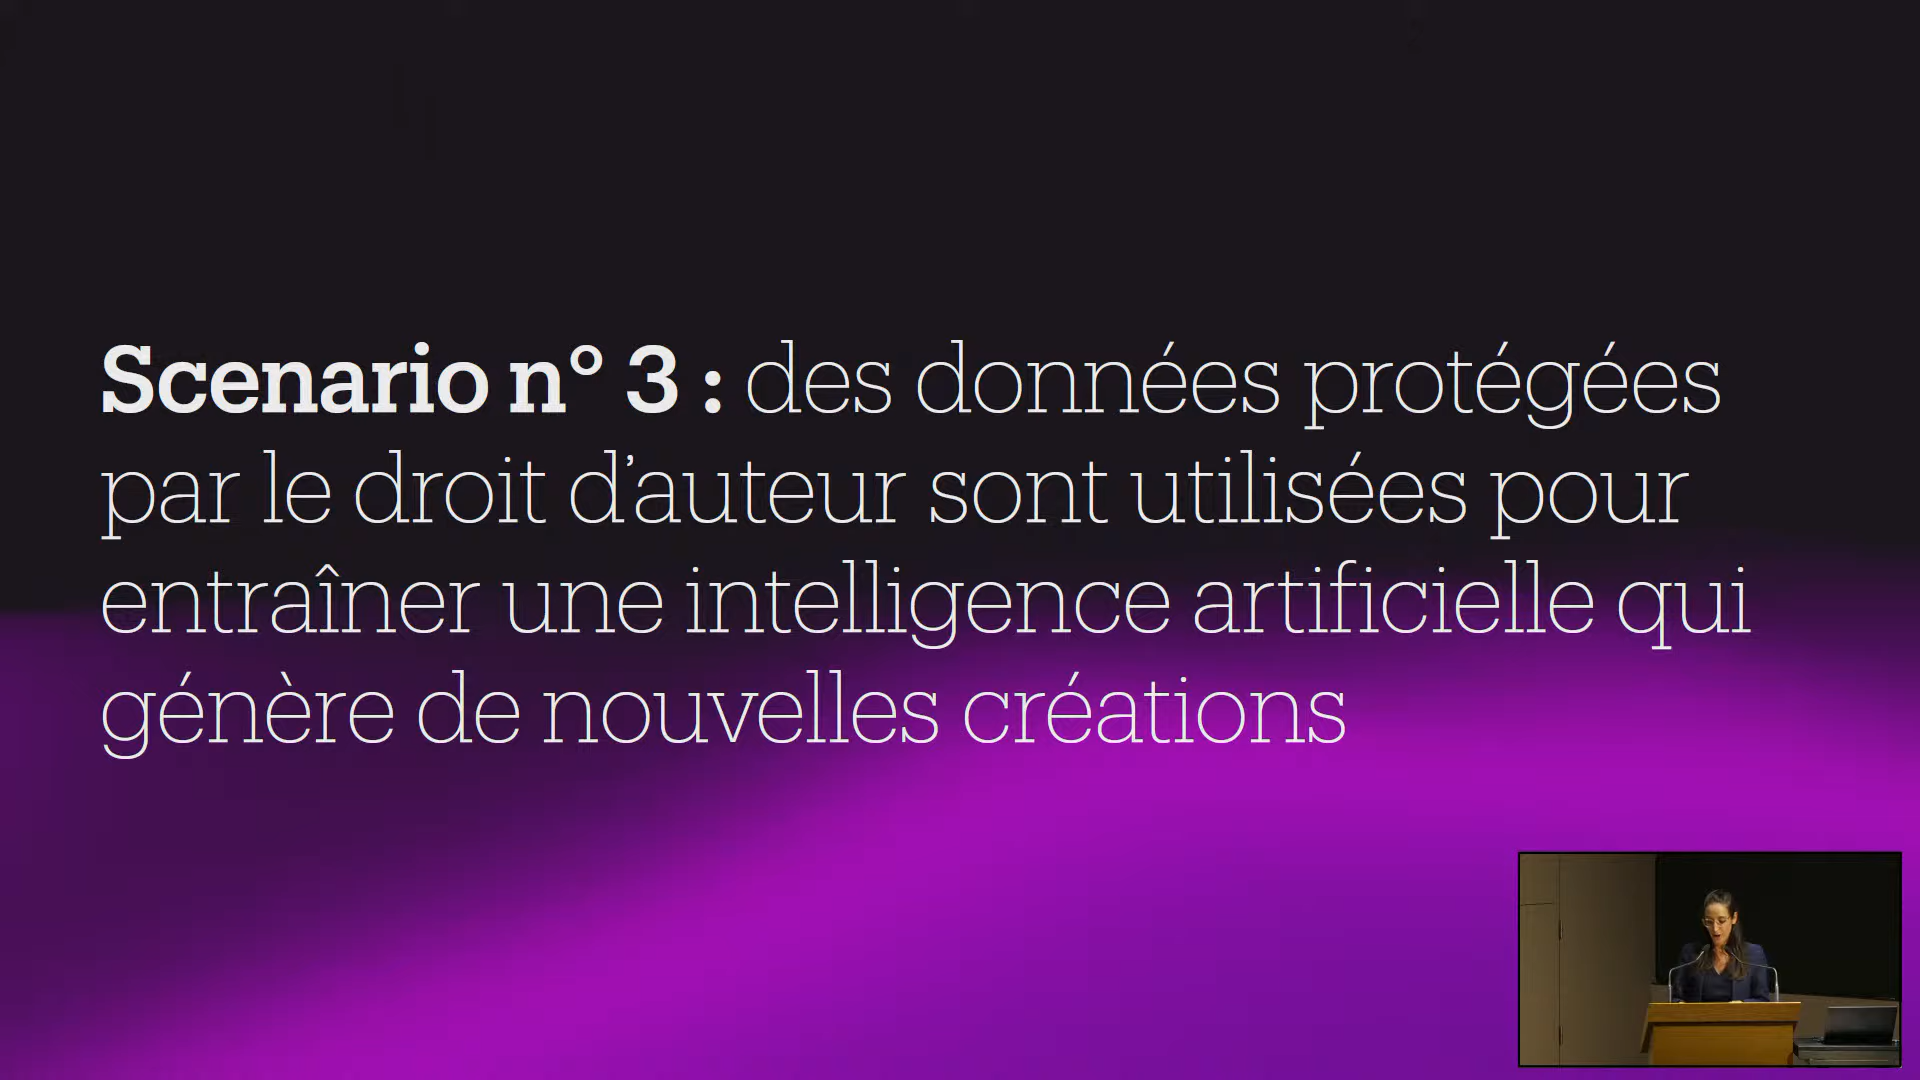 Scenario n° 3 : des données protégées
par le droit d’auteur sont utilisées pour
entraîner une intelligence artificielle qui
génère de nouvelles créations